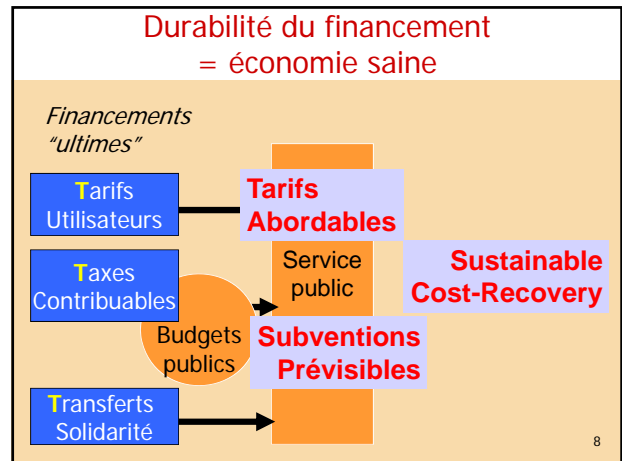 Durabilité du financement
= économie saine
Financements
“ultimes”
Tarifs
Utilisateurs
Tarifs
Abordables
Taxes
Contribuables
Service
public
Sustainable
Cost-Recovery
Budgets
publics
Subventions
Prévisibles
Transferts
Solidarité
8